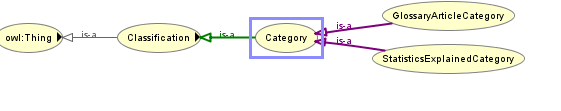 GlossaryArticleCategory
owl:Thing
is-a
Classification
is-a
Category
is-a
is-a
StatisticsExplainedCategory